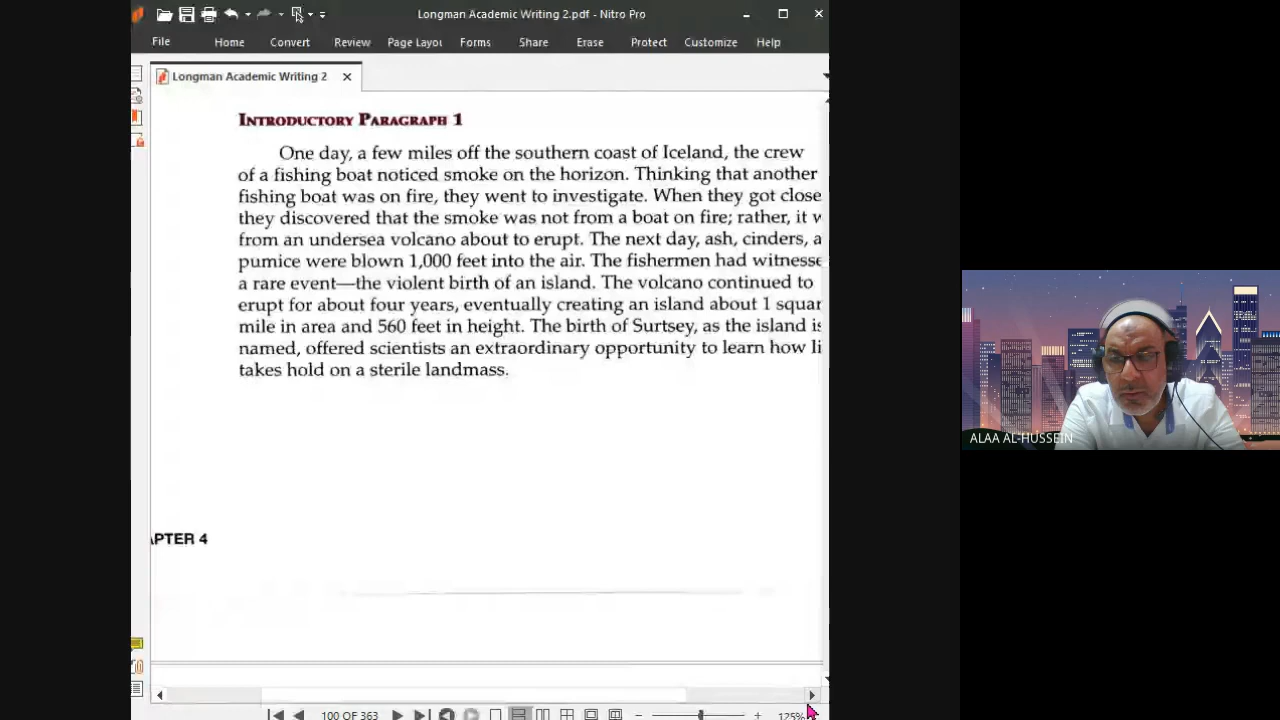 Longman Academic Writing 2.pdf - Nitro Pro
File Home Convert Review Page Layou Forms Share Erase Protect Customize Help
Longman Academic Writing 2
INTRODUCTORY PARAGRAPH 1
One day, a few miles off the southern coast of Iceland, the crew
of a fishing boat noticed smoke on the horizon. Thinking that another
fishing boat was on fire, they went to investigate. When they got close
they discovered that the smoke was not from a boat on fire; rather, it w
from an undersea volcano about to erupt. The next day, ash, cinders, a
pumice were blown 1,000 feet into the air. The fishermen had witnesse
a rare event—the violent birth of an island. The volcano continued to
erupt for about four years, eventually creating an island about 1 squar
mile in area and 560 feet in height. The birth of Surtsey, as the island is
named, offered scientists an extraordinary opportunity to learn how li
takes hold on a sterile landmass.
APTER 4
100 OF 363
125%
ALAA AL-HUSSEIN